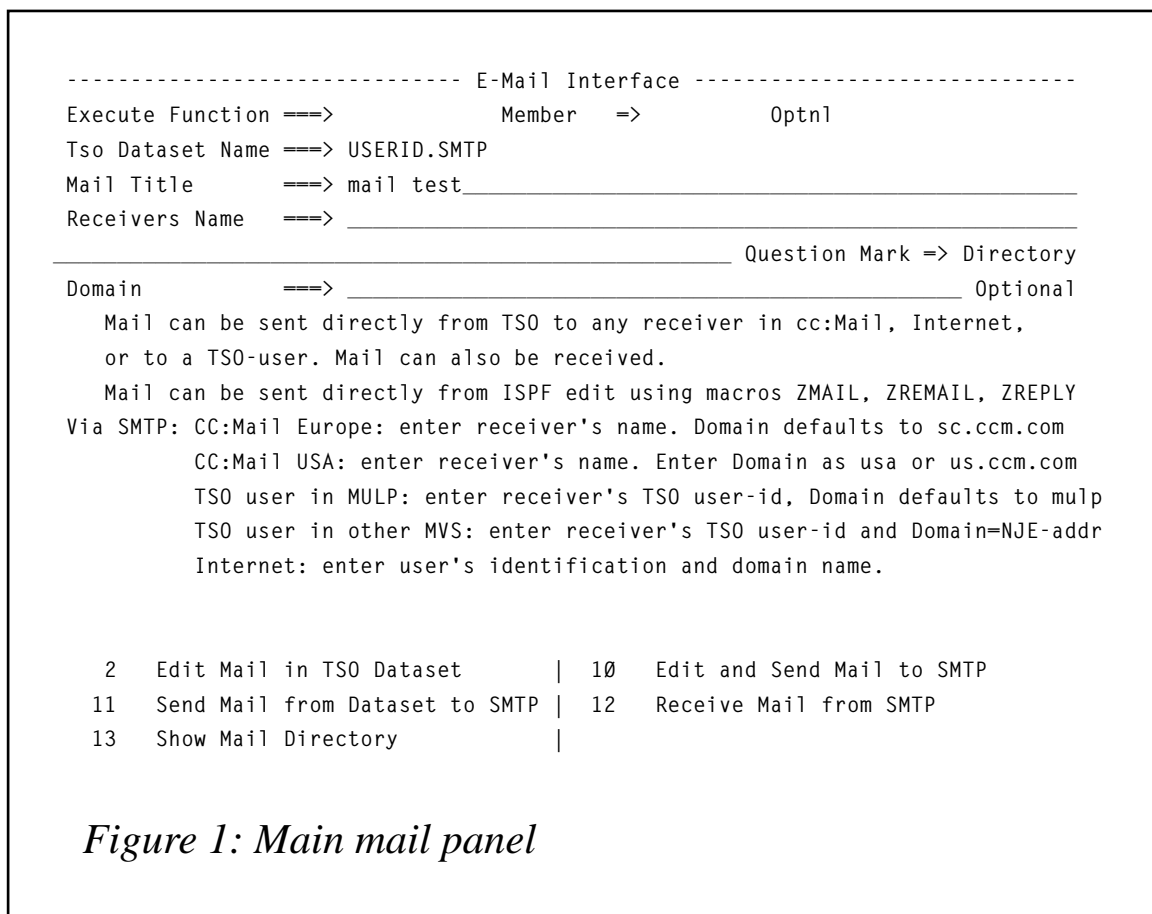 ------------------------------- E-Mail Interface ------------------------------
Execute Function ===> Member => Optnl
Tso Dataset Name ===> USERID.SMTP
Mail Title ===> mail test________________________________________________
Receivers Name ===> _________________________________________________________
_____________________________________________________ Question Mark => Directory
Domain ===> ________________________________________________ Optional
Mail can be sent directly from TSO to any receiver in cc:Mail, Internet,
or to a TSO-user. Mail can also be received.
Mail can be sent directly from ISPF edit using macros ZMAIL, ZREMAIL, ZREPLY
Via SMTP: CC:Mail Europe: enter receiver's name. Domain defaults to sc.ccm.com
CC:Mail USA: enter receiver's name. Enter Domain as usa or us.ccm.com
TSO user in MULP: enter receiver's TSO user-id, Domain defaults to mulp
TSO user in other MVS: enter receiver's TSO user-id and Domain=NJE-addr
Internet: enter user's identification and domain name.
2 Edit Mail in TSO Dataset | 1Ø Edit and Send Mail to SMTP
11 Send Mail from Dataset to SMTP | 12 Receive Mail from SMTP
13 Show Mail Directory |
Figure 1: Main mail panel